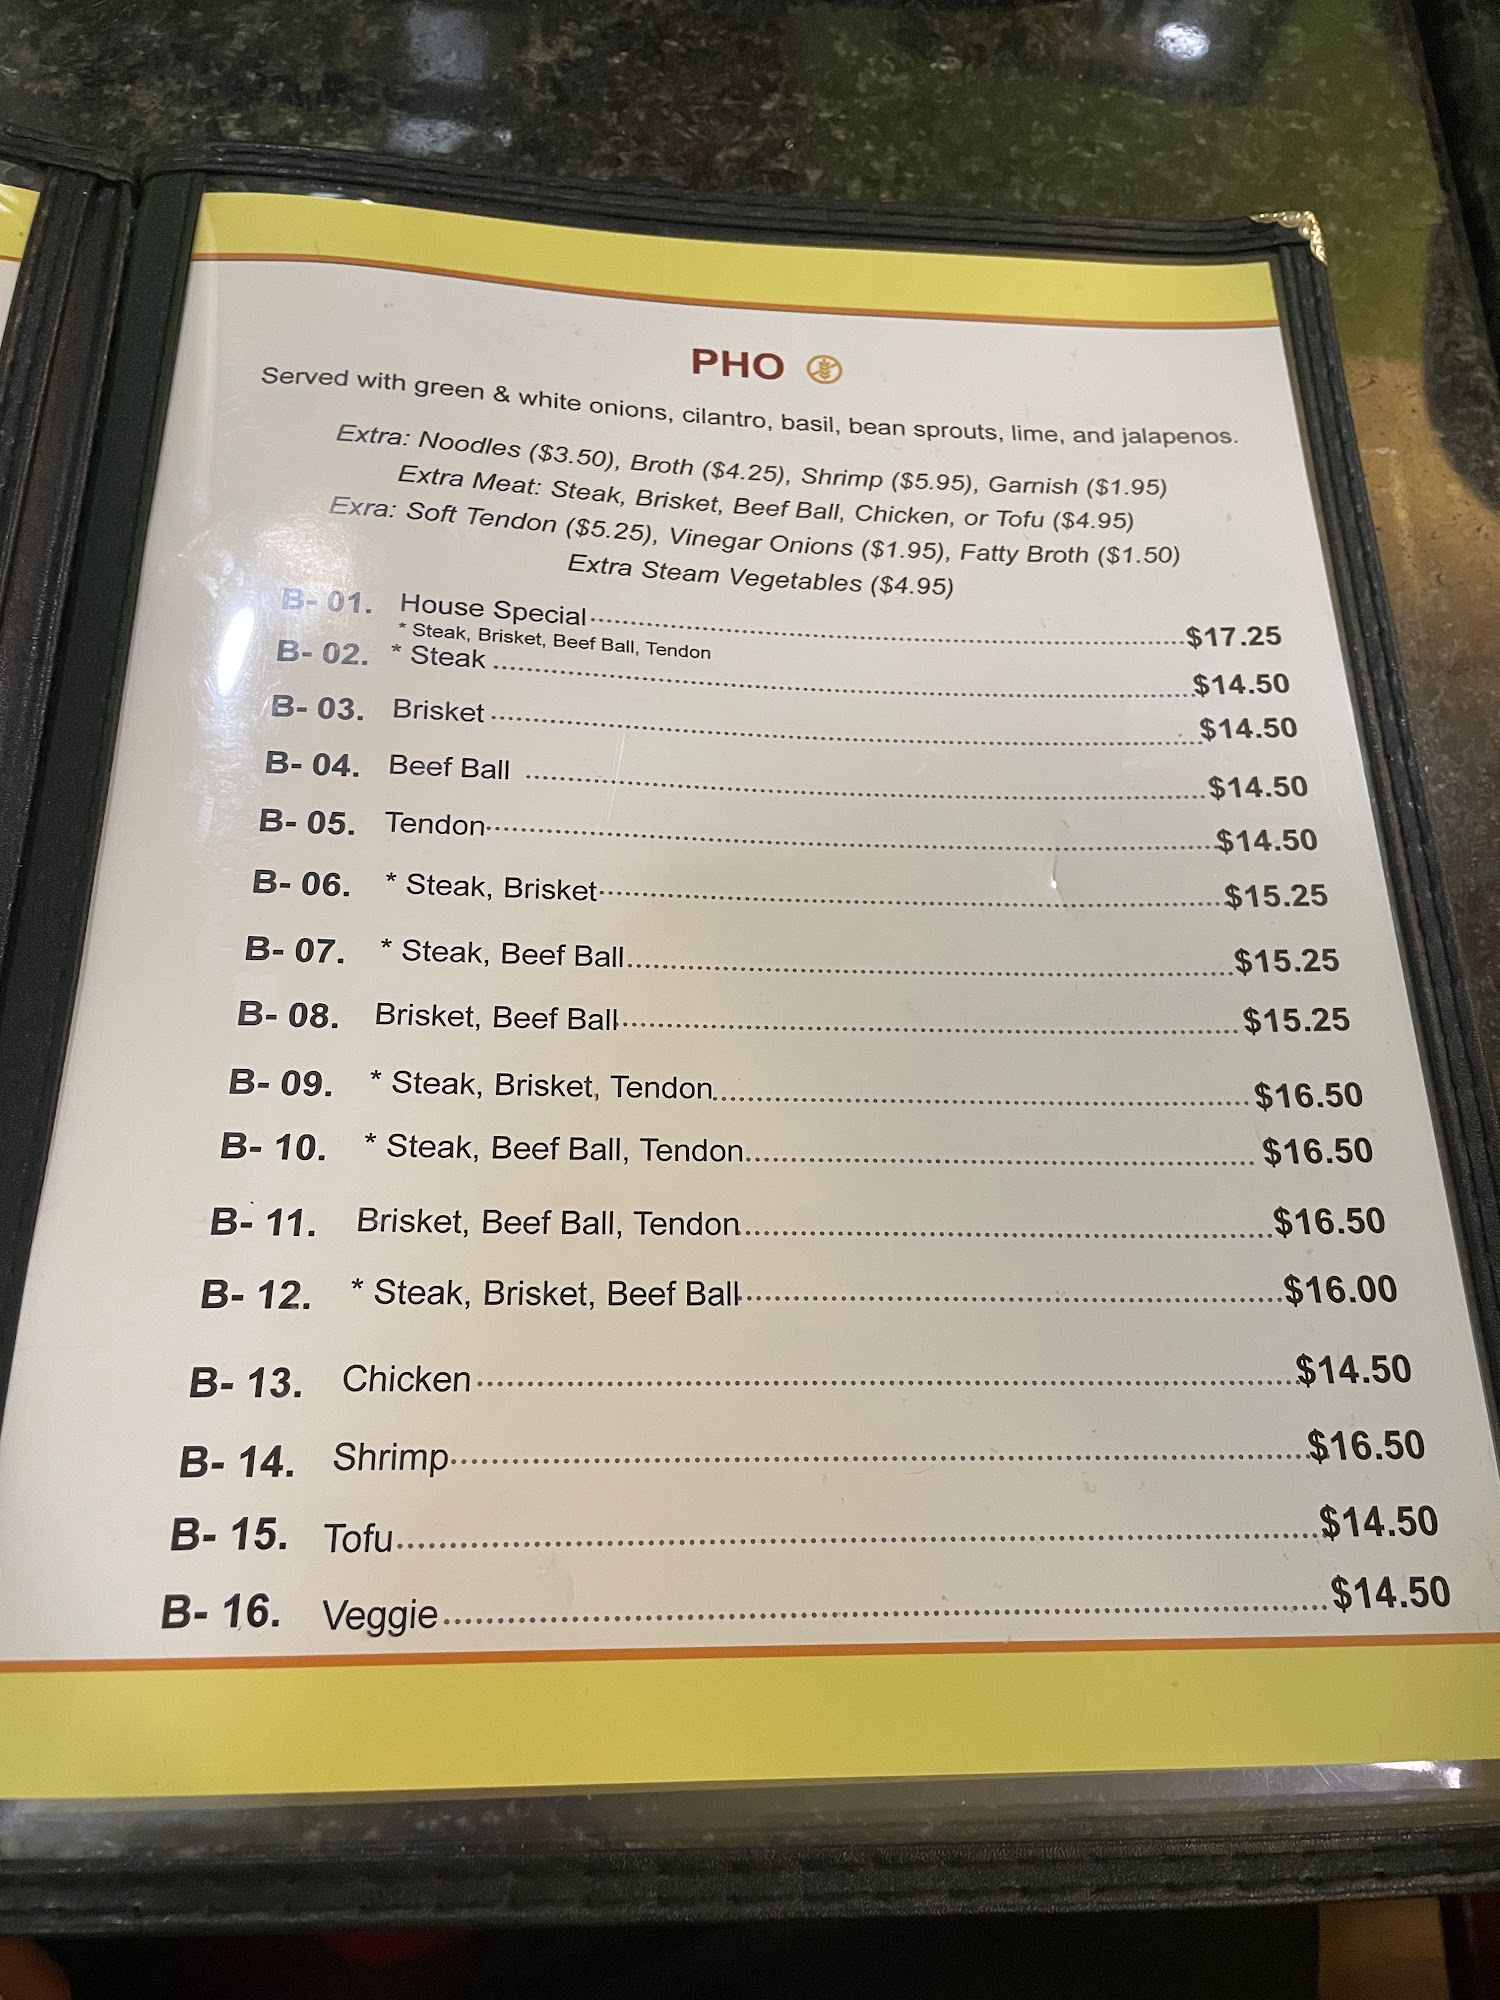 PHO
Served with green & white onions, cilantro, basil, bean sprouts, lime, and jalapenos.
Extra: Noodles ($3.50), Broth ($4.25), Shrimp ($5.95), Garnish ($1.95)
Extra Meat: Steak, Brisket, Beef Ball, Chicken, or Tofu ($4.95)
Exra: Soft Tendon ($5.25), Vinegar Onions ($1.95), Fatty Broth ($1.50)
Extra Steam Vegetables ($4.95)
B- 01. House Special $17.25
* Steak, Brisket, Beef Ball, Tendon
B- 02. * Steak $14.50
B- 03. Brisket $14.50
B- 04. Beef Ball $14.50
B- 05. Tendon $14.50
B- 06. * Steak, Brisket $15.25
B- 07. * Steak, Beef Ball $15.25
B- 08. Brisket, Beef Ball $15.25
B- 09. * Steak, Brisket, Tendon $16.50
B- 10. * Steak, Beef Ball, Tendon $16.50
B- 11. Brisket, Beef Ball, Tendon $16.50
B- 12. * Steak, Brisket, Beef Ball $16.00
B- 13. Chicken $14.50
B- 14. Shrimp $16.50
B- 15. Tofu $14.50
B- 16. Veggie $14.50